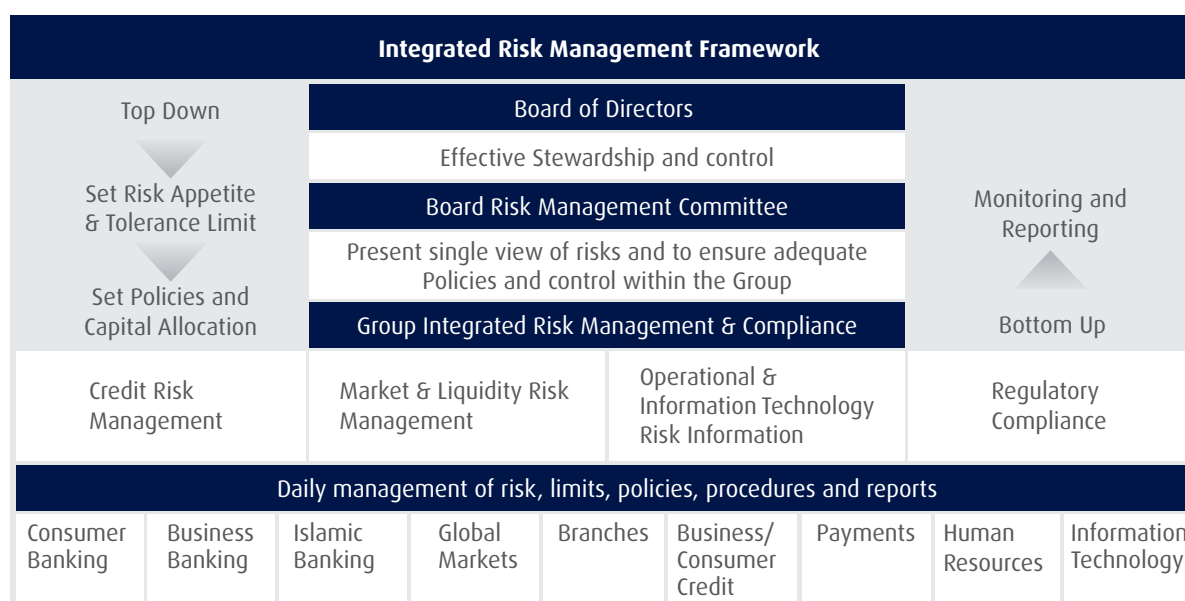 Integrated Risk Management Framework
Top Down
Set Risk Appetite
& Tolerance Limit
Set Policies and
Capital Allocation
Board of Directors
Effective Stewardship and control
Board Risk Management Committee
Present single view of risks and to ensure adequate
Policies and control within the Group
Group Integrated Risk Management & Compliance
Monitoring and
Reporting
Bottom Up
Credit Risk
Management
Market & Liquidity Risk
Management
Operational &
Information Technology
Risk Information
Regulatory
Compliance
Daily management of risk, limits, policies, procedures and reports
Consumer
Banking
Business
Banking
Islamic
Banking
Global
Markets
Branches
Business/
Consumer
Credit
Payments
Human
Resources
Information
Technology